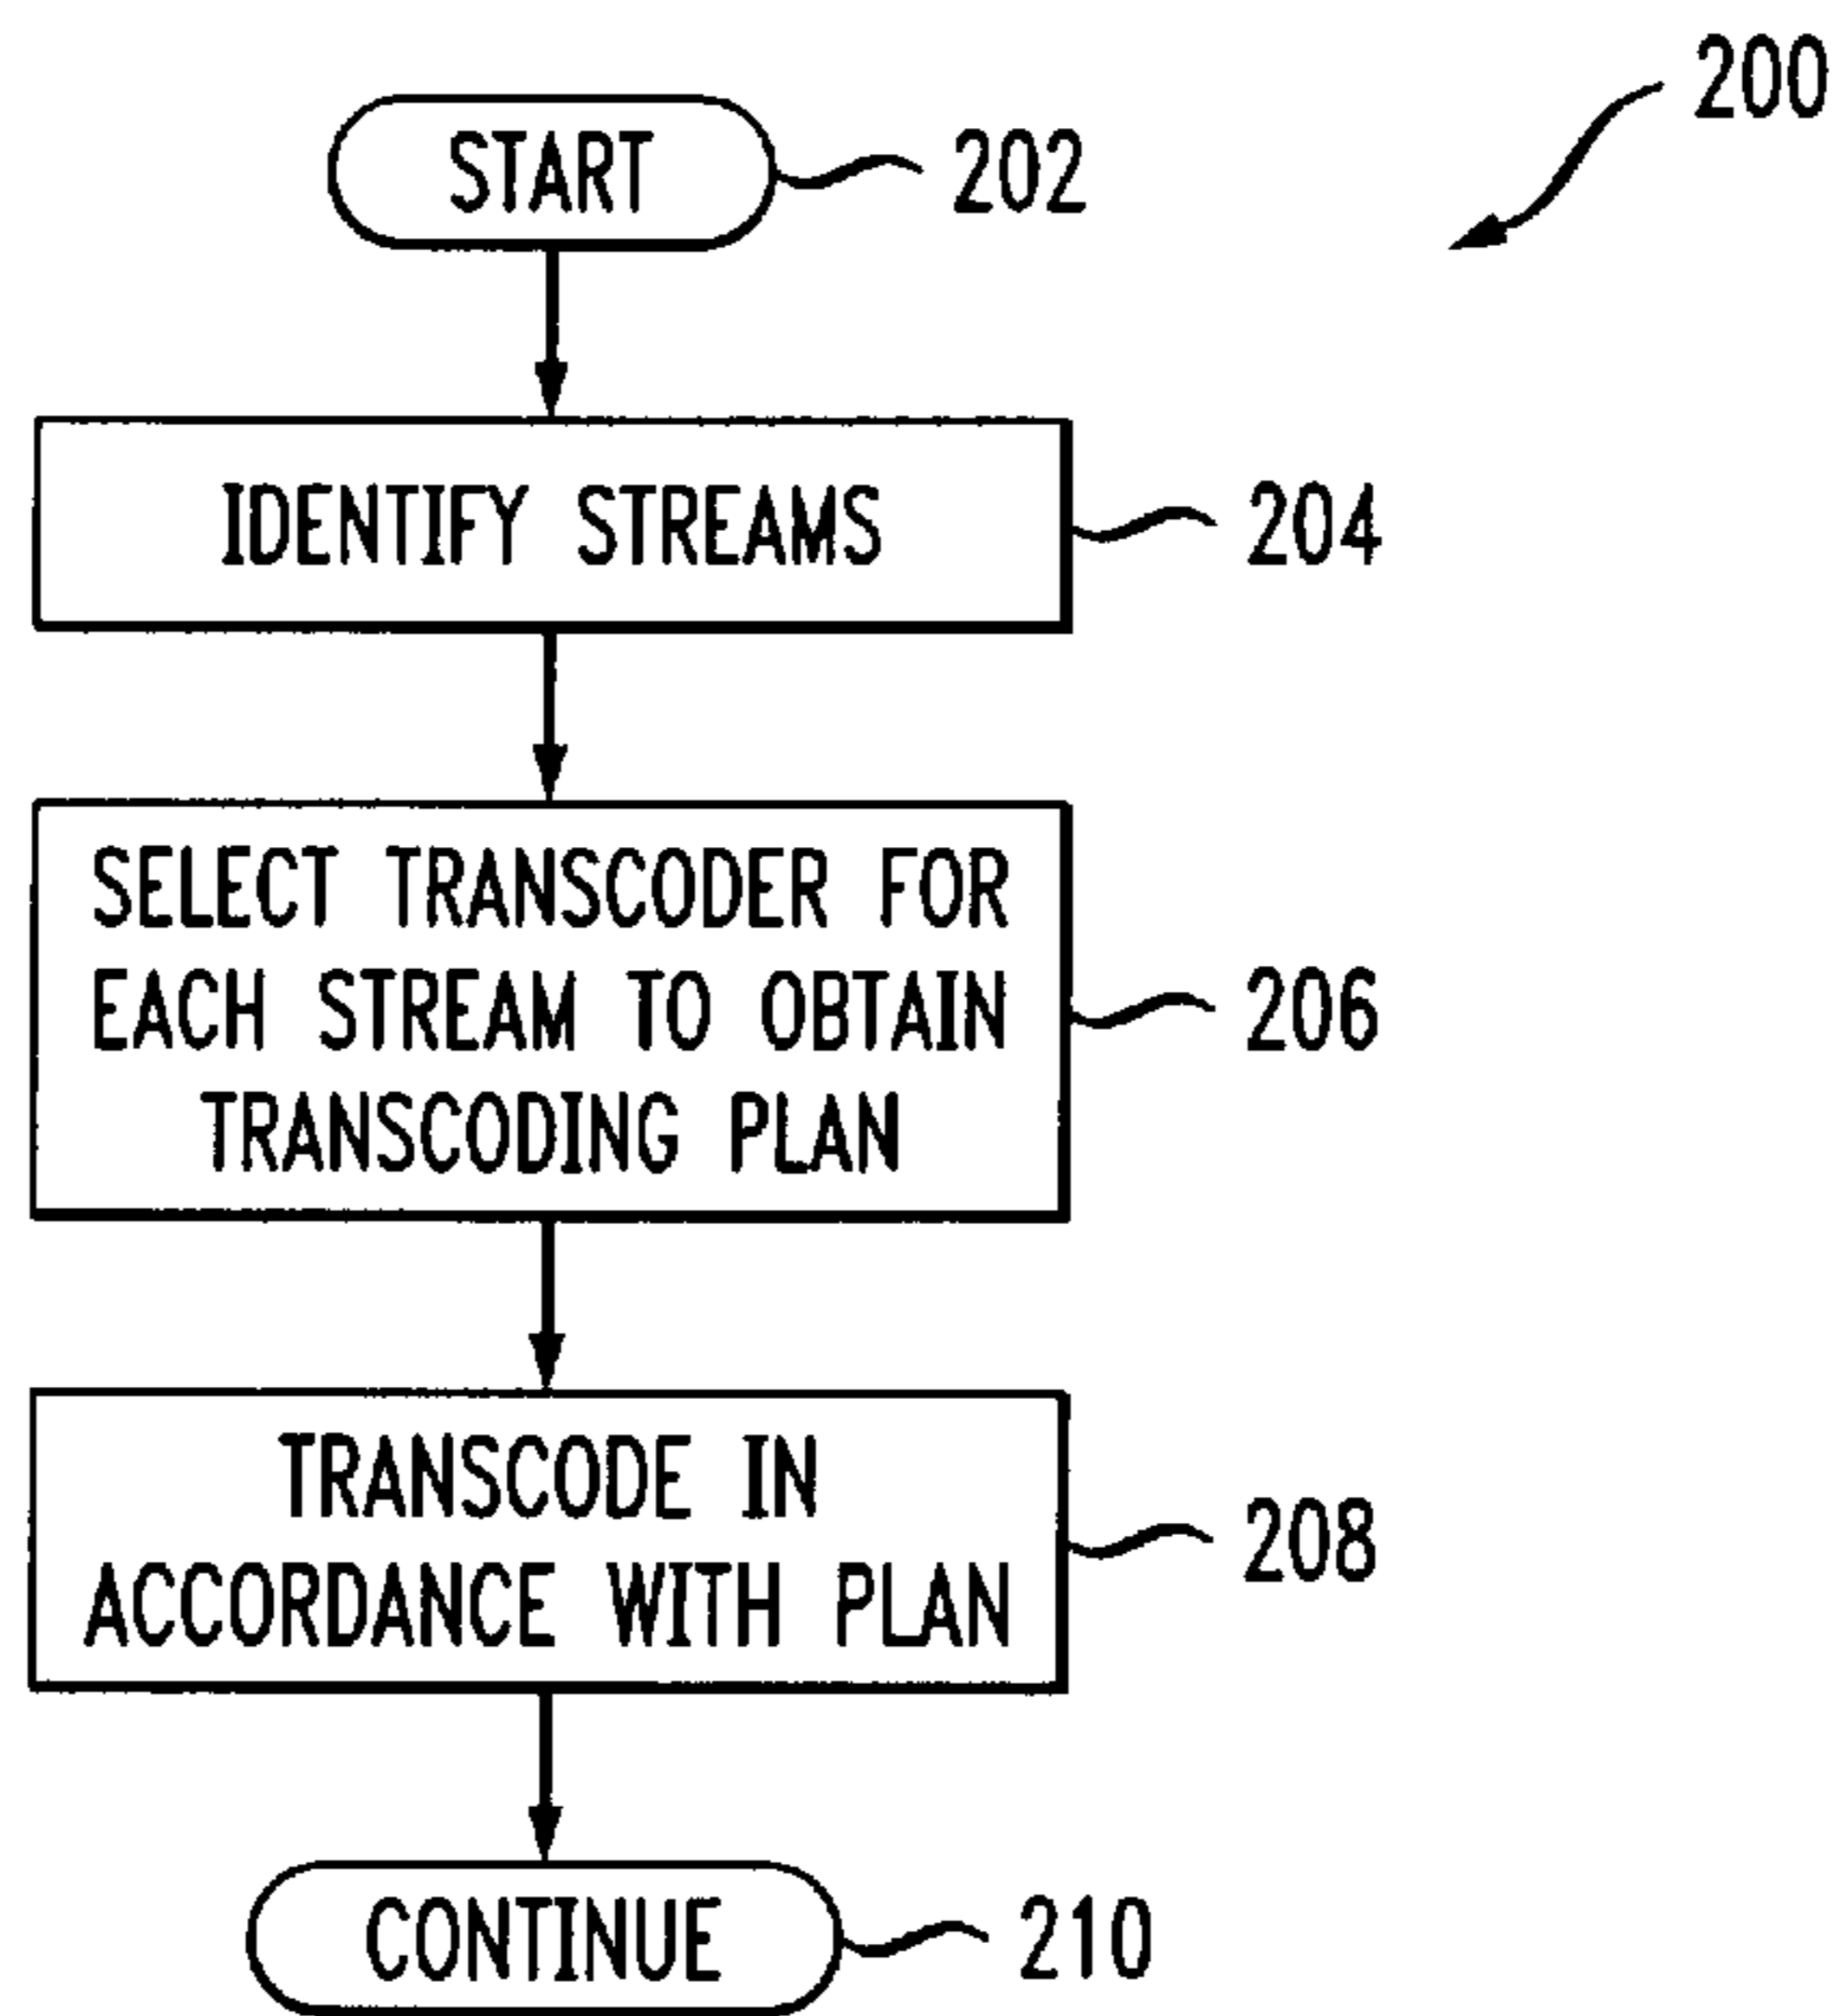 200
START
202
IDENTIFY STREAMS
204
SELECT TRANSCODER FOR
EACH STREAM TO OBTAIN
TRANSCODING PLAN
206
TRANSCODE IN
ACCORDANCE WITH PLAN
208
CONTINUE
210